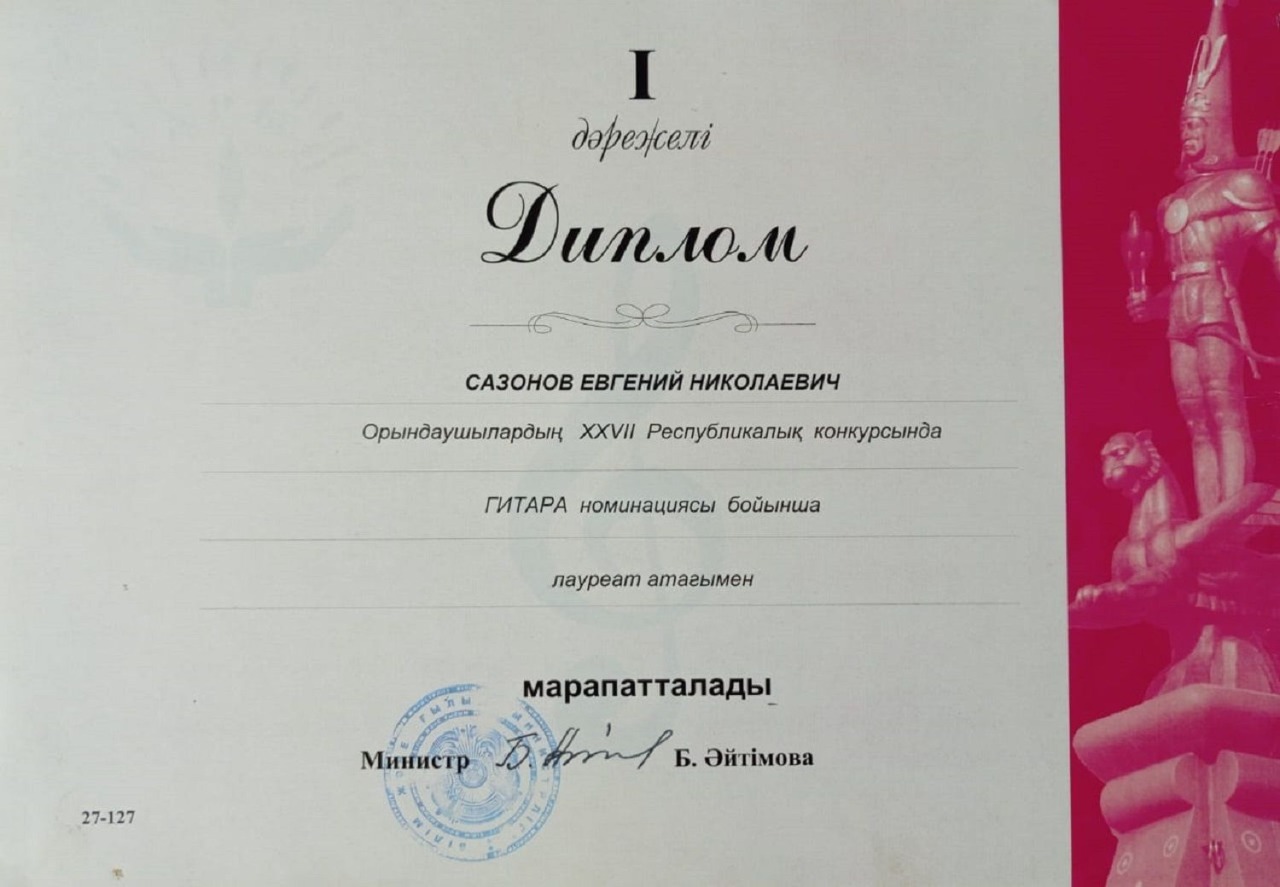 I
дәрежелі
Диплом
САЗОНОВ ЕВГЕНИЙ НИКОЛАЕВИЧ
Орындаушылардың XXVII Республикалық конкурсында
ГИТАРА номинациясы бойынша
лауреат атағымен
марапатталады
Министр Б. Әйтімова
27-127